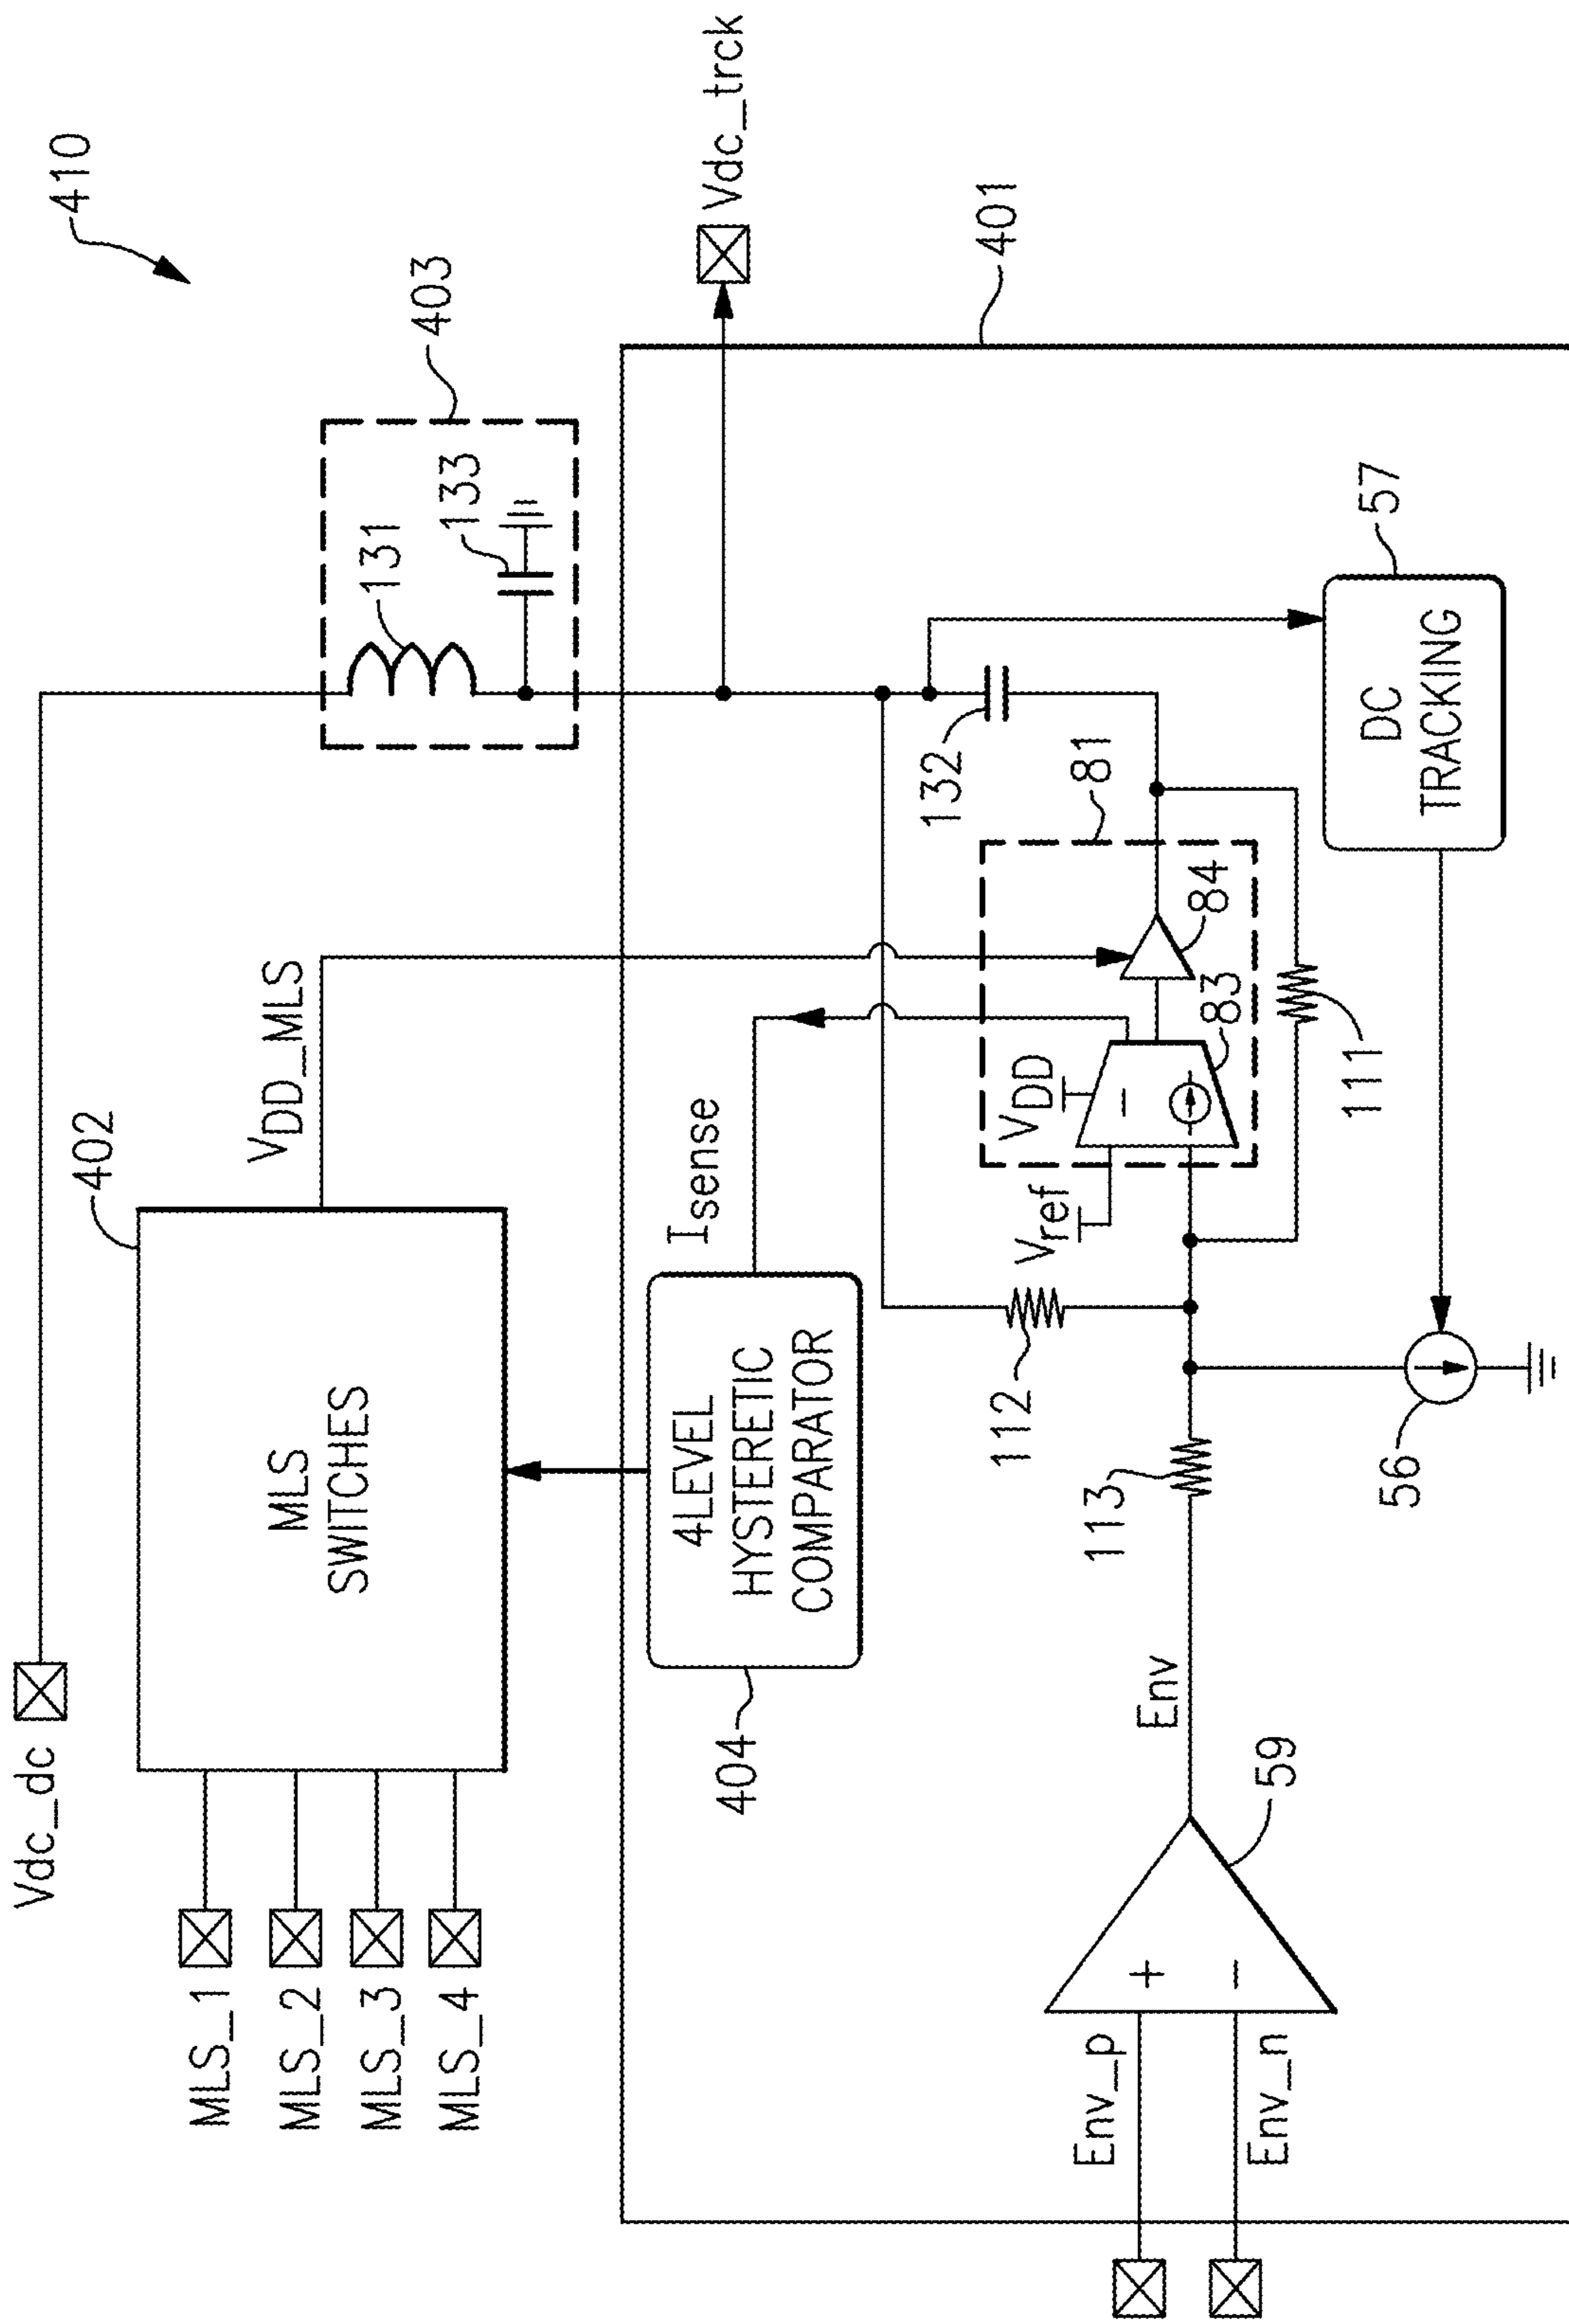 410
Vdc_dc
402
MLS
SWITCHES
V_DD_MLS
MLS_1
MLS_2
MLS_3
MLS_4
403
131
133
Vdc_trck
401
404
4LEVEL
HYSTERETIC
COMPARATOR
I_sense
132
81
84
83
V_DD
−
V_ref
112
111
57
DC
TRACKING
113
56
Env
59
Env_p
+
Env_n
−